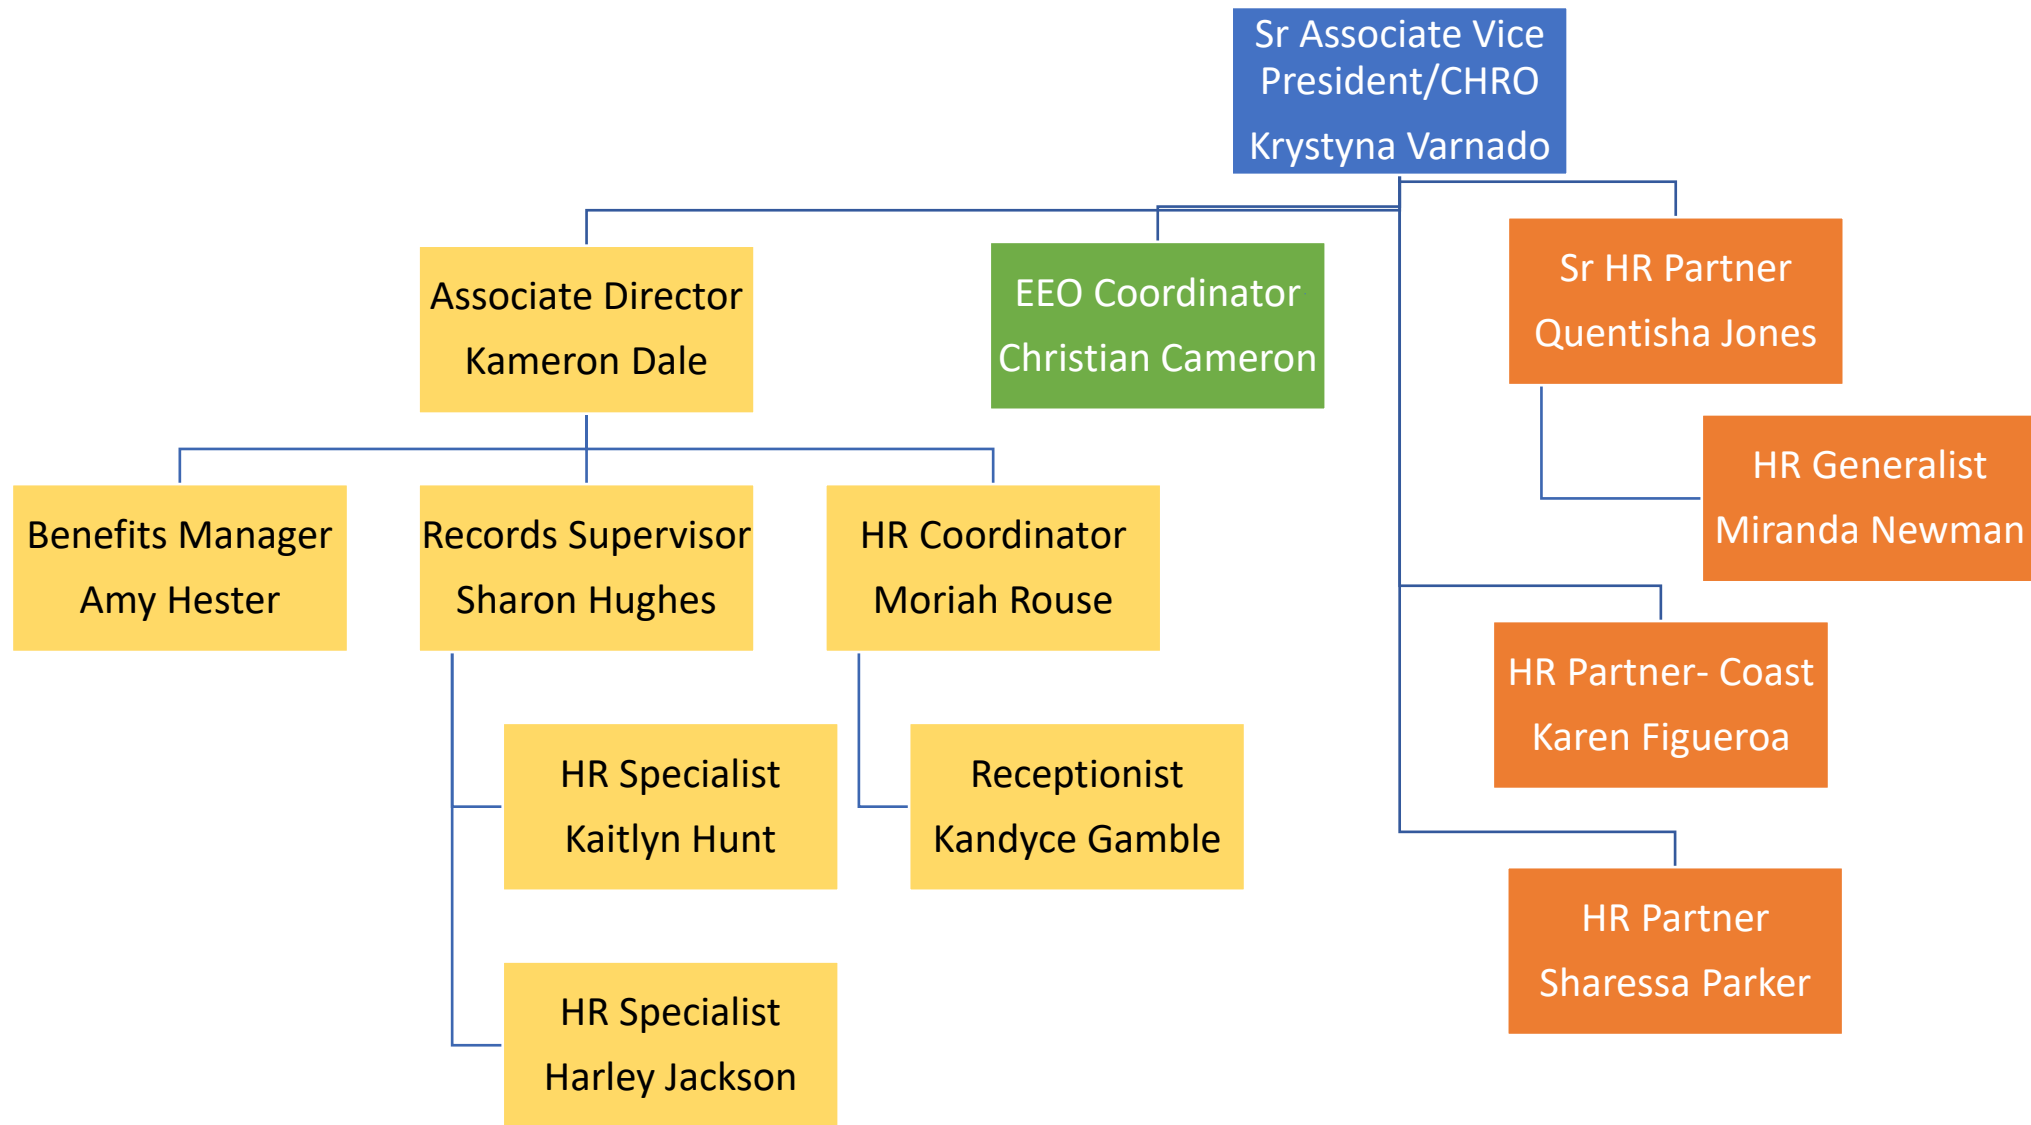 Sr Associate Vice
President/CHRO
Krystyna Varnado
Associate Director
Kameron Dale
EEO Coordinator
Christian Cameron
Sr HR Partner
Quentisha Jones
HR Generalist
Miranda Newman
Benefits Manager
Amy Hester
Records Supervisor
Sharon Hughes
HR Coordinator
Moriah Rouse
HR Partner- Coast
Karen Figueroa
HR Specialist
Kaitlyn Hunt
Receptionist
Kandyce Gamble
HR Partner
Sharessa Parker
HR Specialist
Harley Jackson